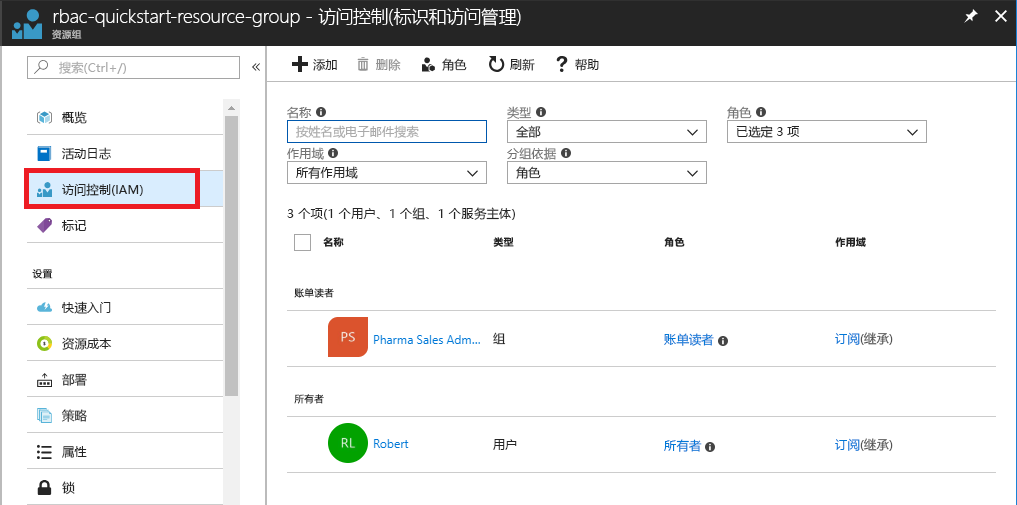 rbac-quickstart-resource-group - 访问控制(标识和访问管理)
资源组
搜索(Ctrl+/)
概览
活动日志
访问控制(IAM)
标记
设置
快速入门
资源成本
部署
策略
属性
锁
添加 删除 角色 刷新 帮助
名称 类型 角色
按姓名或电子邮件搜索 全部 已选定 3 项
作用域 分组依据
所有作用域 角色
3 个项(1 个用户、1 个组、1 个服务主体)
名称 类型 角色 作用域
账单读者
PS Pharma Sales Adm... 组 账单读者 订阅(继承)
所有者
RL Robert 用户 所有者 订阅(继承)